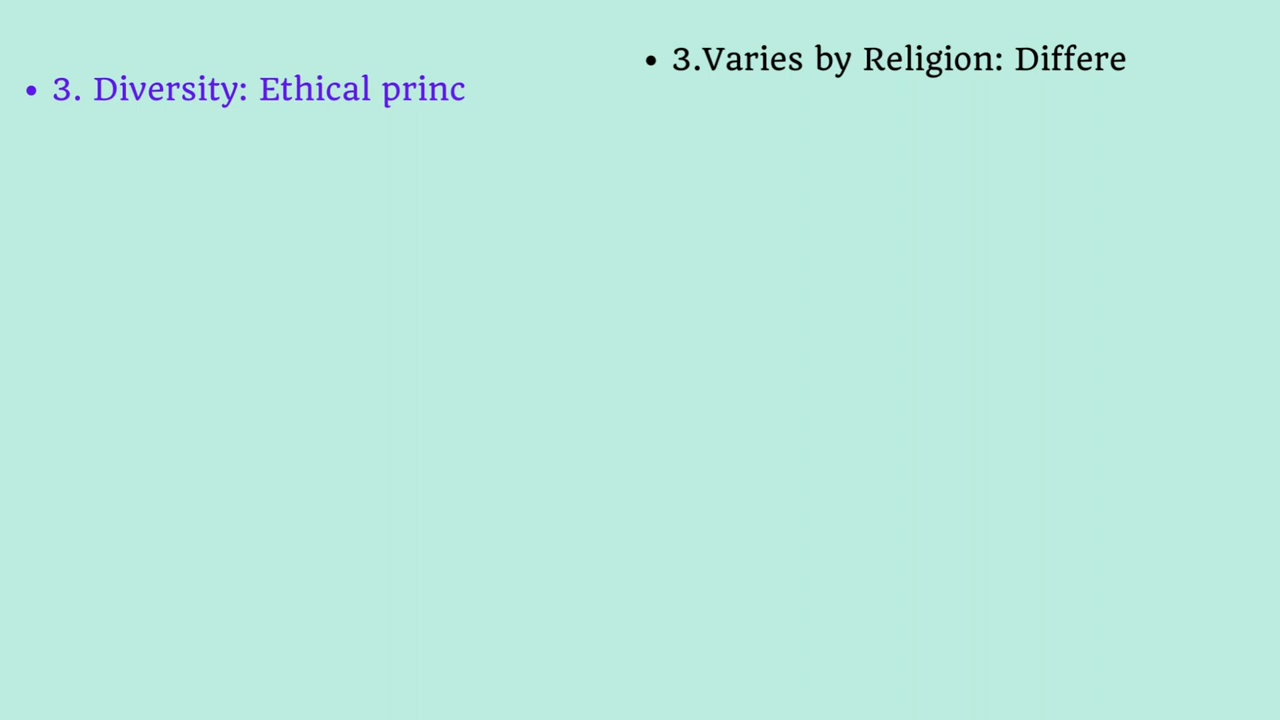 • 3. Diversity: Ethical princ
• 3.Varies by Religion: Differe